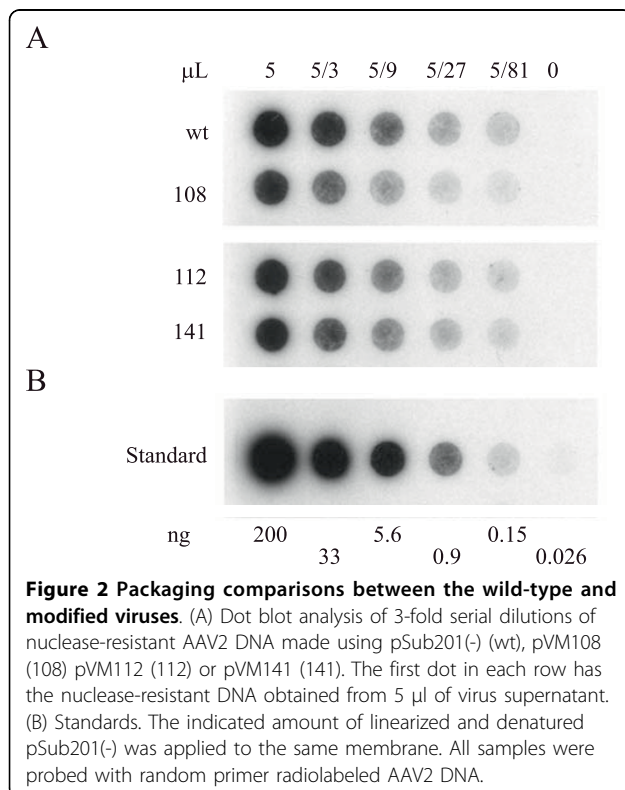 A
µL 5 5/3 5/9 5/27 5/81 0
wt
108
112
141
B
Standard
ng 200 5.6 0.15
33 0.9 0.026
Figure 2 Packaging comparisons between the wild-type and
modified viruses. (A) Dot blot analysis of 3-fold serial dilutions of
nuclease-resistant AAV2 DNA made using pSub201(-) (wt), pVM108
(108) pVM112 (112) or pVM141 (141). The first dot in each row has
the nuclease-resistant DNA obtained from 5 µl of virus supernatant.
(B) Standards. The indicated amount of linearized and denatured
pSub201(-) was applied to the same membrane. All samples were
probed with random primer radiolabeled AAV2 DNA.